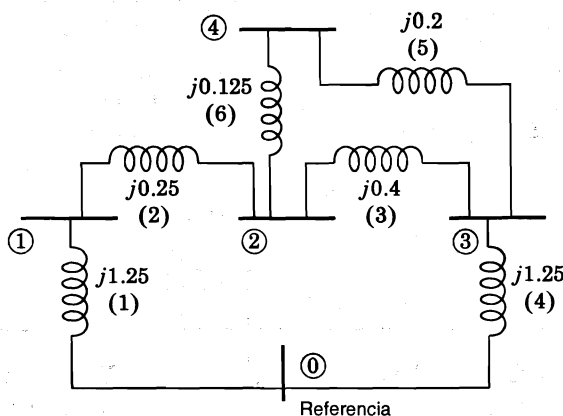 ④
j0.2
(5)
j0.125
(6)
j0.25
(2)
j0.4
(3)
①
②
③
j1.25
(1)
j1.25
(4)
⓪
Referencia